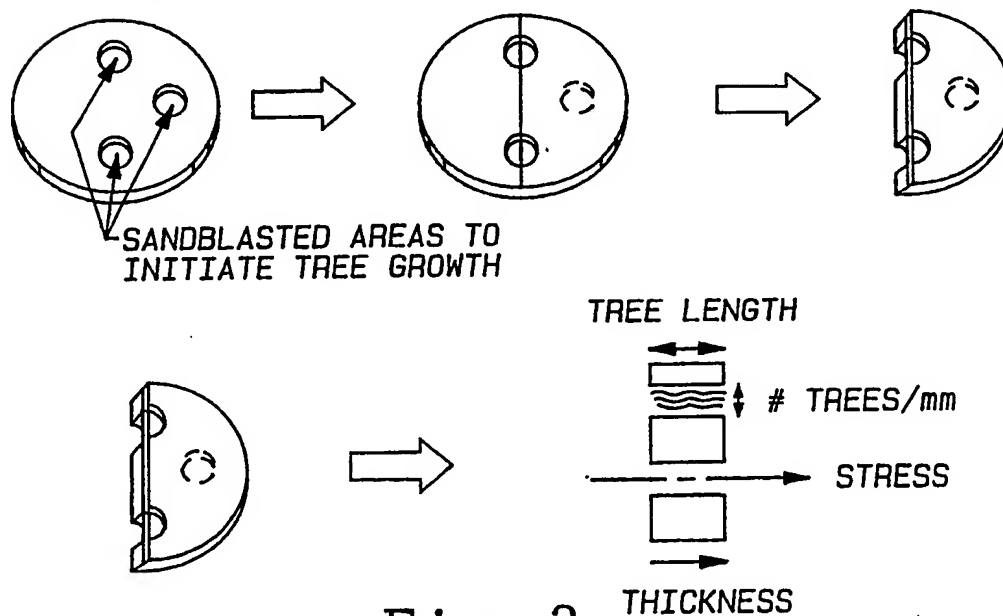 SANDBLASTED AREAS TO
INITIATE TREE GROWTH
TREE LENGTH
# TREES/mm
STRESS
THICKNESS